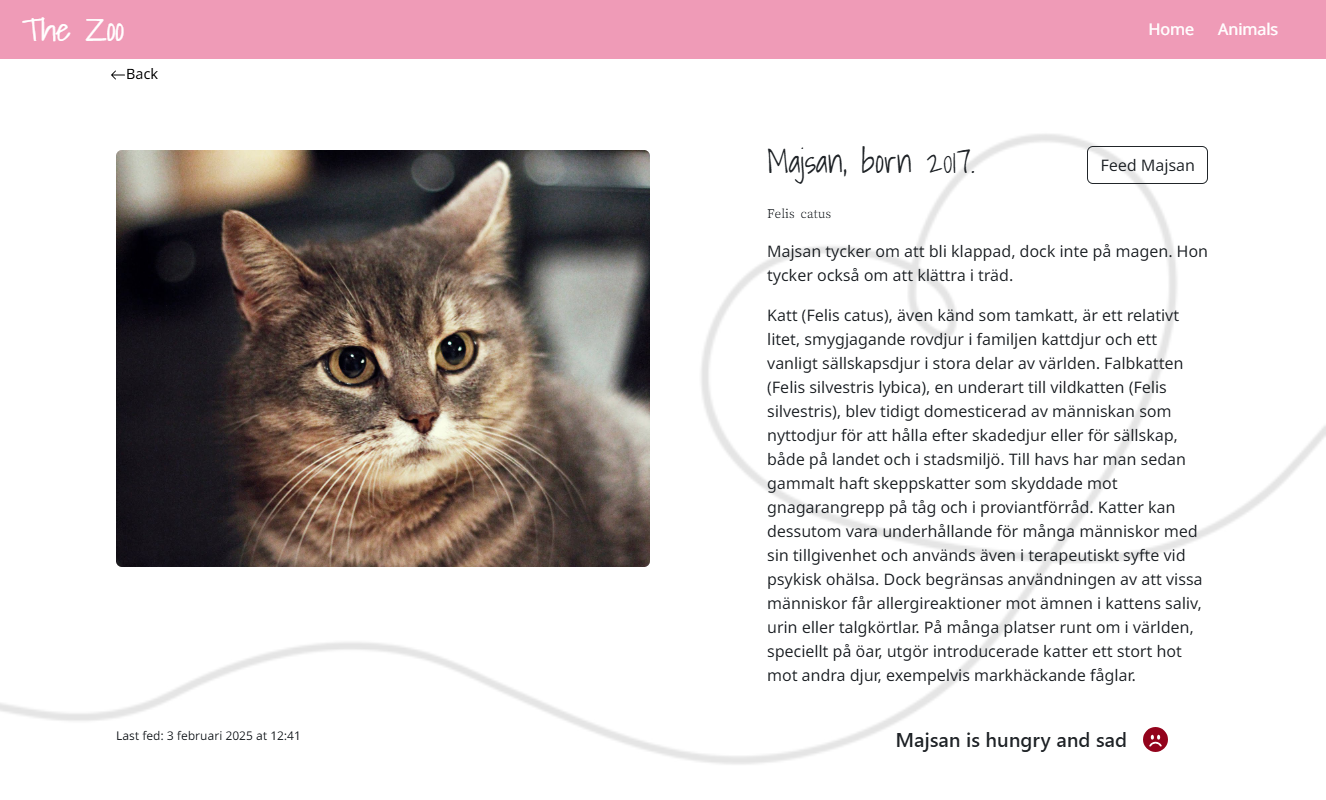 The Zoo
Home Animals
←Back
Majsan, born 2017.
Feed Majsan
Felis catus
Majsan tycker om att bli klappad, dock inte på magen. Hon
tycker också om att klättra i träd.
Katt (Felis catus), även känd som tamkatt, är ett relativt
litet, smygjagande rovdjur i familjen kattdjur och ett
vanligt sällskapsdjur i stora delar av världen. Falbkatten
(Felis silvestris lybica), en underart till vildkatten (Felis
silvestris), blev tidigt domesticerad av människan som
nyttodjur för att hålla efter skadedjur eller för sällskap,
både på landet och i stadsmiljö. Till havs har man sedan
gammalt haft skeppskatter som skyddade mot
gnagarangrepp på tåg och i proviantförråd. Katter kan
dessutom vara underhållande för många människor med
sin tillgivenhet och används även i terapeutiskt syfte vid
psykisk ohälsa. Dock begränsas användningen av att vissa
människor får allergireaktioner mot ämnen i kattens saliv,
urin eller talgkörtlar. På många platser runt om i världen,
speciellt på öar, utgör introducerade katter ett stort hot
mot andra djur, exempelvis markhäckande fåglar.
Last fed: 3 februari 2025 at 12:41
Majsan is hungry and sad